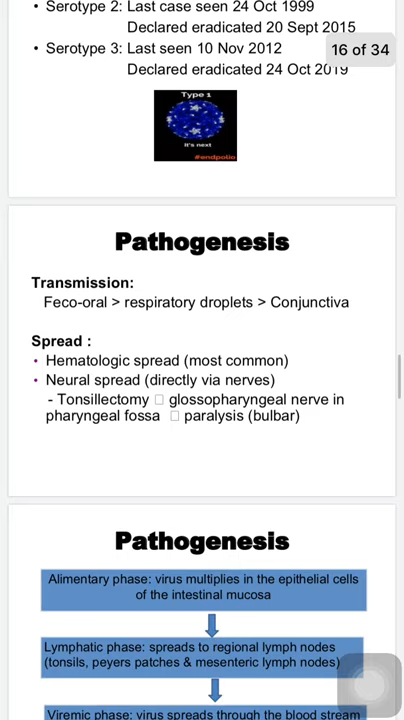 • Serotype 2: Last case seen 24 Oct 1999
Declared eradicated 20 Sept 2015
• Serotype 3: Last seen 10 Nov 2012
16 of 34
Declared eradicated 24 Oct 2019
Type 1
It's next
#endpolio
Pathogenesis
Transmission:
Feco-oral > respiratory droplets > Conjunctiva
Spread :
• Hematologic spread (most common)
• Neural spread (directly via nerves)
- Tonsillectomy □ glossopharyngeal nerve in
pharyngeal fossa □ paralysis (bulbar)
Pathogenesis
Alimentary phase: virus multiplies in the epithelial cells
of the intestinal mucosa
Lymphatic phase: spreads to regional lymph nodes
(tonsils, peyers patches & mesenteric lymph nodes)
Viremic phase: virus spreads through the blood stream